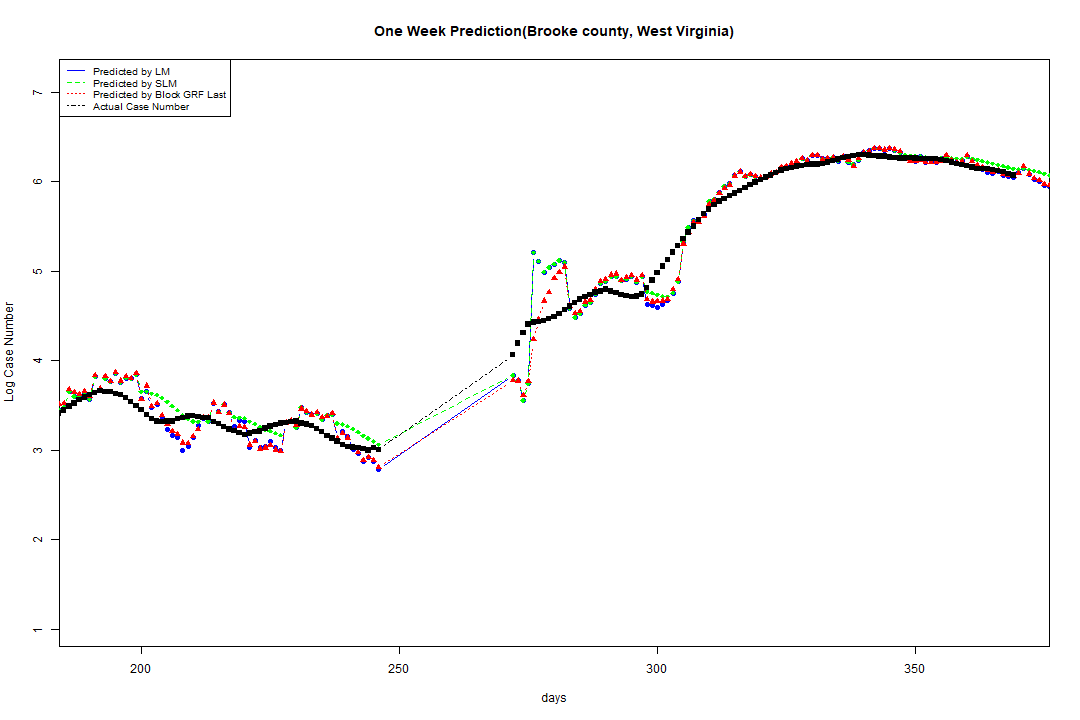 One Week Prediction(Brooke county, West Virginia)
Predicted by LM
Predicted by SLM
Predicted by Block GRF Last
Actual Case Number
7
6
5
4
3
2
1
Log Case Number
200 250 300 350
days